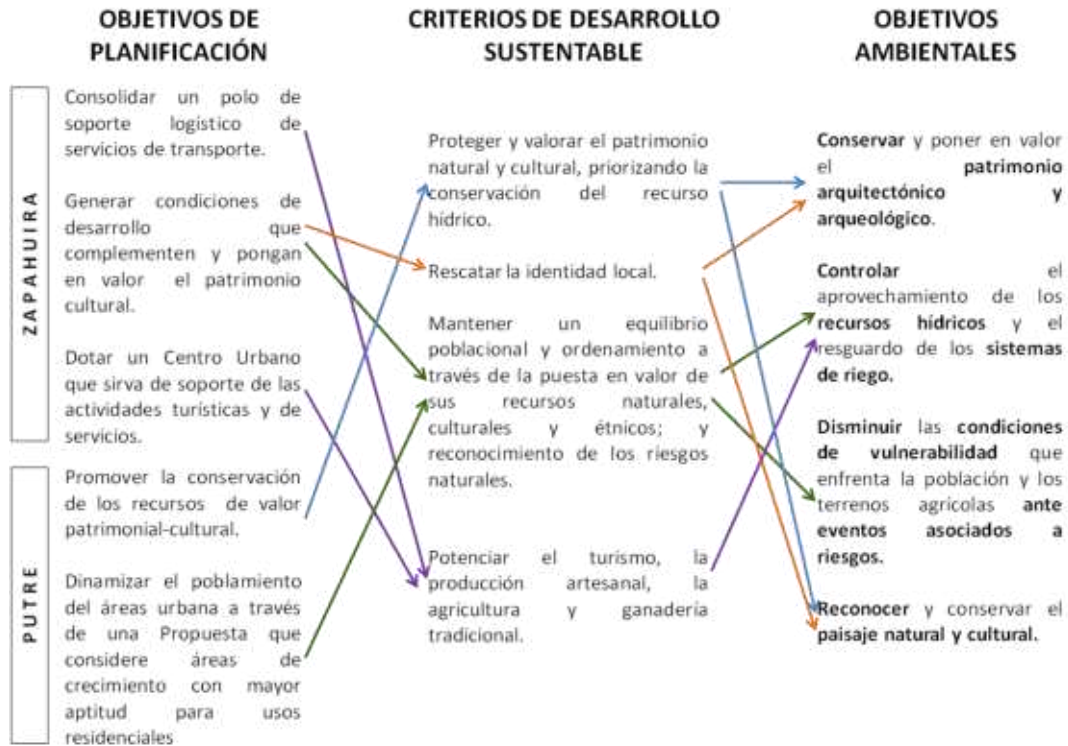 OBJETIVOS DE
PLANIFICACIÓN
CRITERIOS DE DESARROLLO
SUSTENTABLE
OBJETIVOS
AMBIENTALES
ZAPAHUIRA
Consolidar un polo de
soporte logístico de
servicios de transporte.
Generar condiciones de
desarrollo que
complementen y pongan
en valor el patrimonio
cultural.
Dotar un Centro Urbano
que sirva de soporte de las
actividades turísticas y de
servicios.
PUTRE
Promover la conservación
de los recursos de valor
patrimonial-cultural.
Dinamizar el poblamiento
del áreas urbana a través
de una Propuesta que
considere áreas de
crecimiento con mayor
aptitud para usos
residenciales
Proteger y valorar el patrimonio
natural y cultural, priorizando la
conservación del recurso
hídrico.
Rescatar la identidad local.
Mantener un equilibrio
poblacional y ordenamiento a
través de la puesta en valor de
sus recursos naturales,
culturales y étnicos; y
reconocimiento de los riesgos
naturales.
Potenciar el turismo, la
producción artesanal, la
agricultura y ganadería
tradicional.
Conservar y poner en valor
el patrimonio
arquitectónico y
arqueológico.
Controlar el
aprovechamiento de los
recursos hídricos y el
resguardo de los sistemas
de riego.
Disminuir las condiciones
de vulnerabilidad que
enfrenta la población y los
terrenos agrícolas ante
eventos asociados a
riesgos.
Reconocer y conservar el
paisaje natural y cultural.